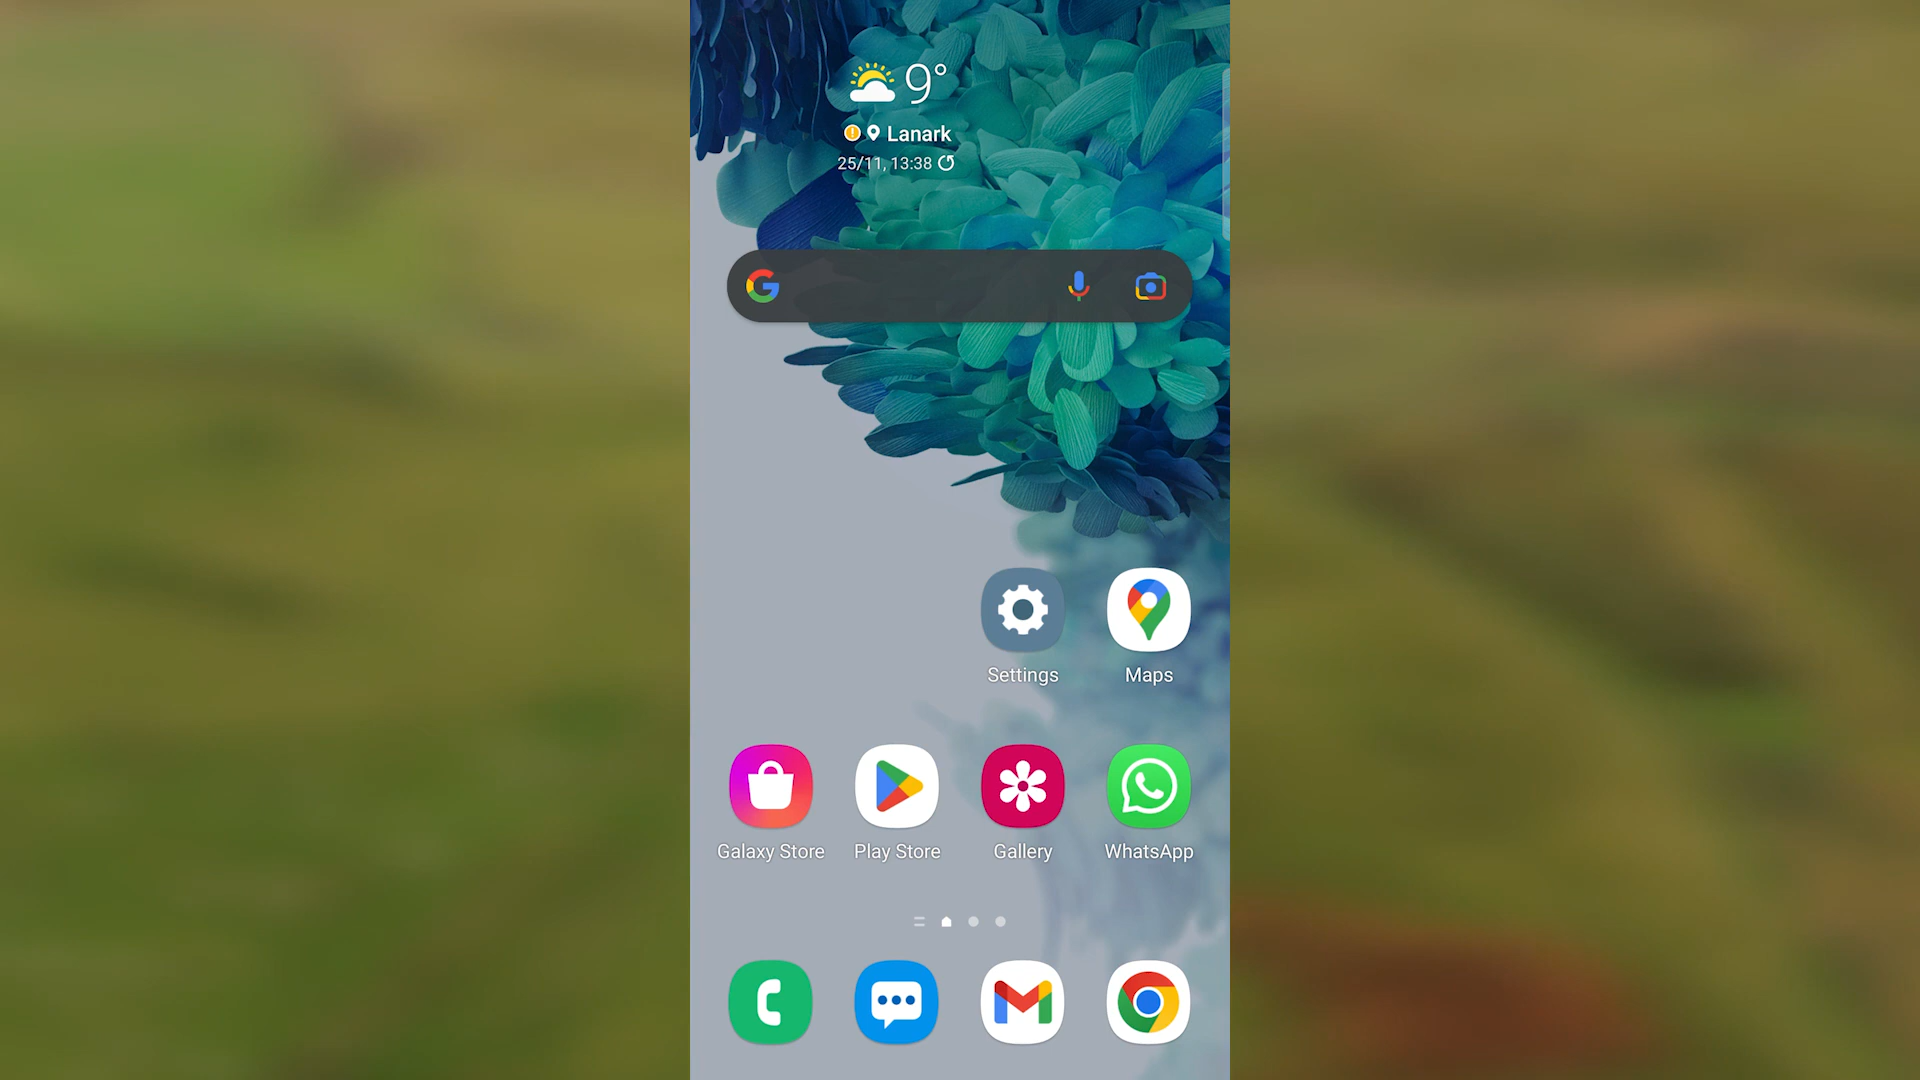 9°
Lanark
25/11, 13:38
Settings
Maps
Galaxy Store
Play Store
Gallery
WhatsApp